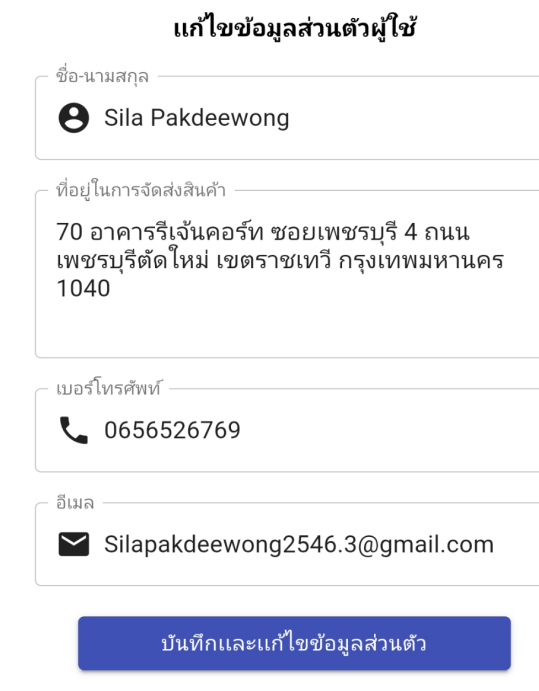 แก้ไขข้อมูลส่วนตัวผู้ใช้
ชื่อ-นามสกุล
Sila Pakdeewong
ที่อยู่ในการจัดส่งสินค้า
70 อาคารรีเจ้นคอร์ท ซอยเพชรบุรี 4 ถนน
เพชรบุรีตัดใหม่ เขตราชเทวี กรุงเทพมหานคร
1040
เบอร์โทรศัพท์
0656526769
อีเมล
Silapakdeewong2546.3@gmail.com
บันทึกและแก้ไขข้อมูลส่วนตัว